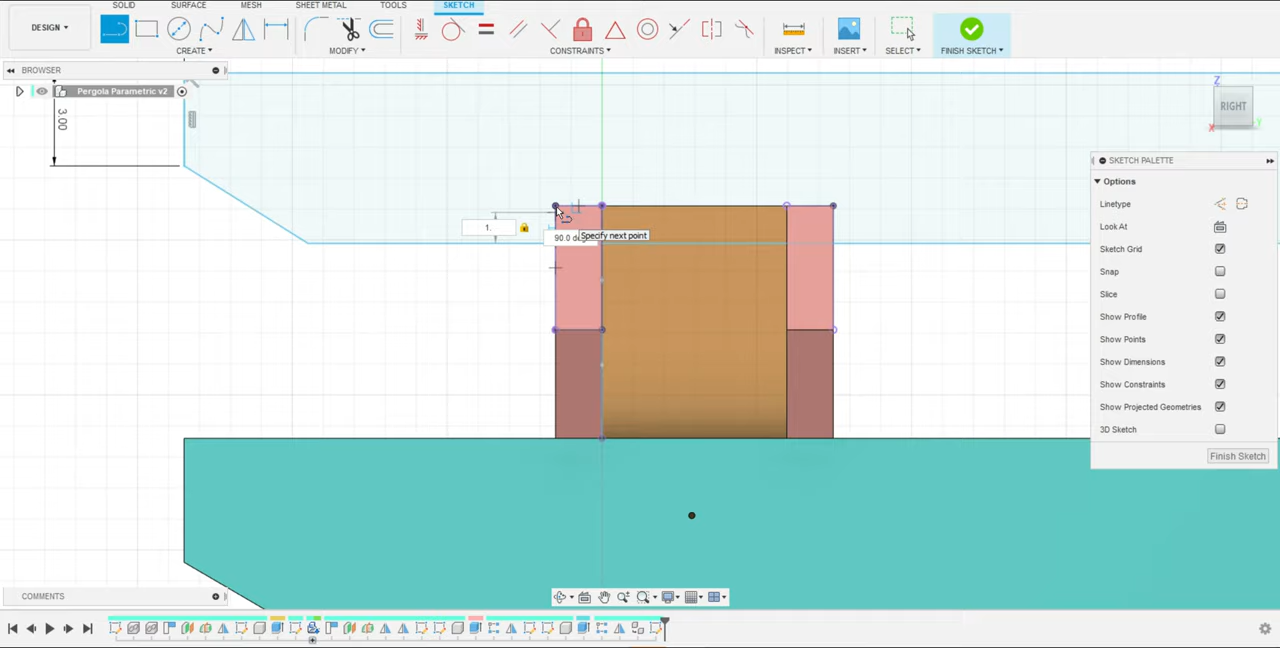 SOLID SURFACE MESH SHEET METAL TOOLS SKETCH
DESIGN
CREATE
MODIFY
CONSTRAINTS
INSPECT
INSERT
SELECT
FINISH SKETCH
BROWSER
Pergola Parametric v2
3.00
Z
RIGHT
X
Y
SKETCH PALETTE
Options
Linetype
Look At
Sketch Grid
Snap
Slice
Show Profile
Show Points
Show Dimensions
Show Constraints
Show Projected Geometries
3D Sketch
Finish Sketch
1.
90.0
Specify next point
COMMENTS